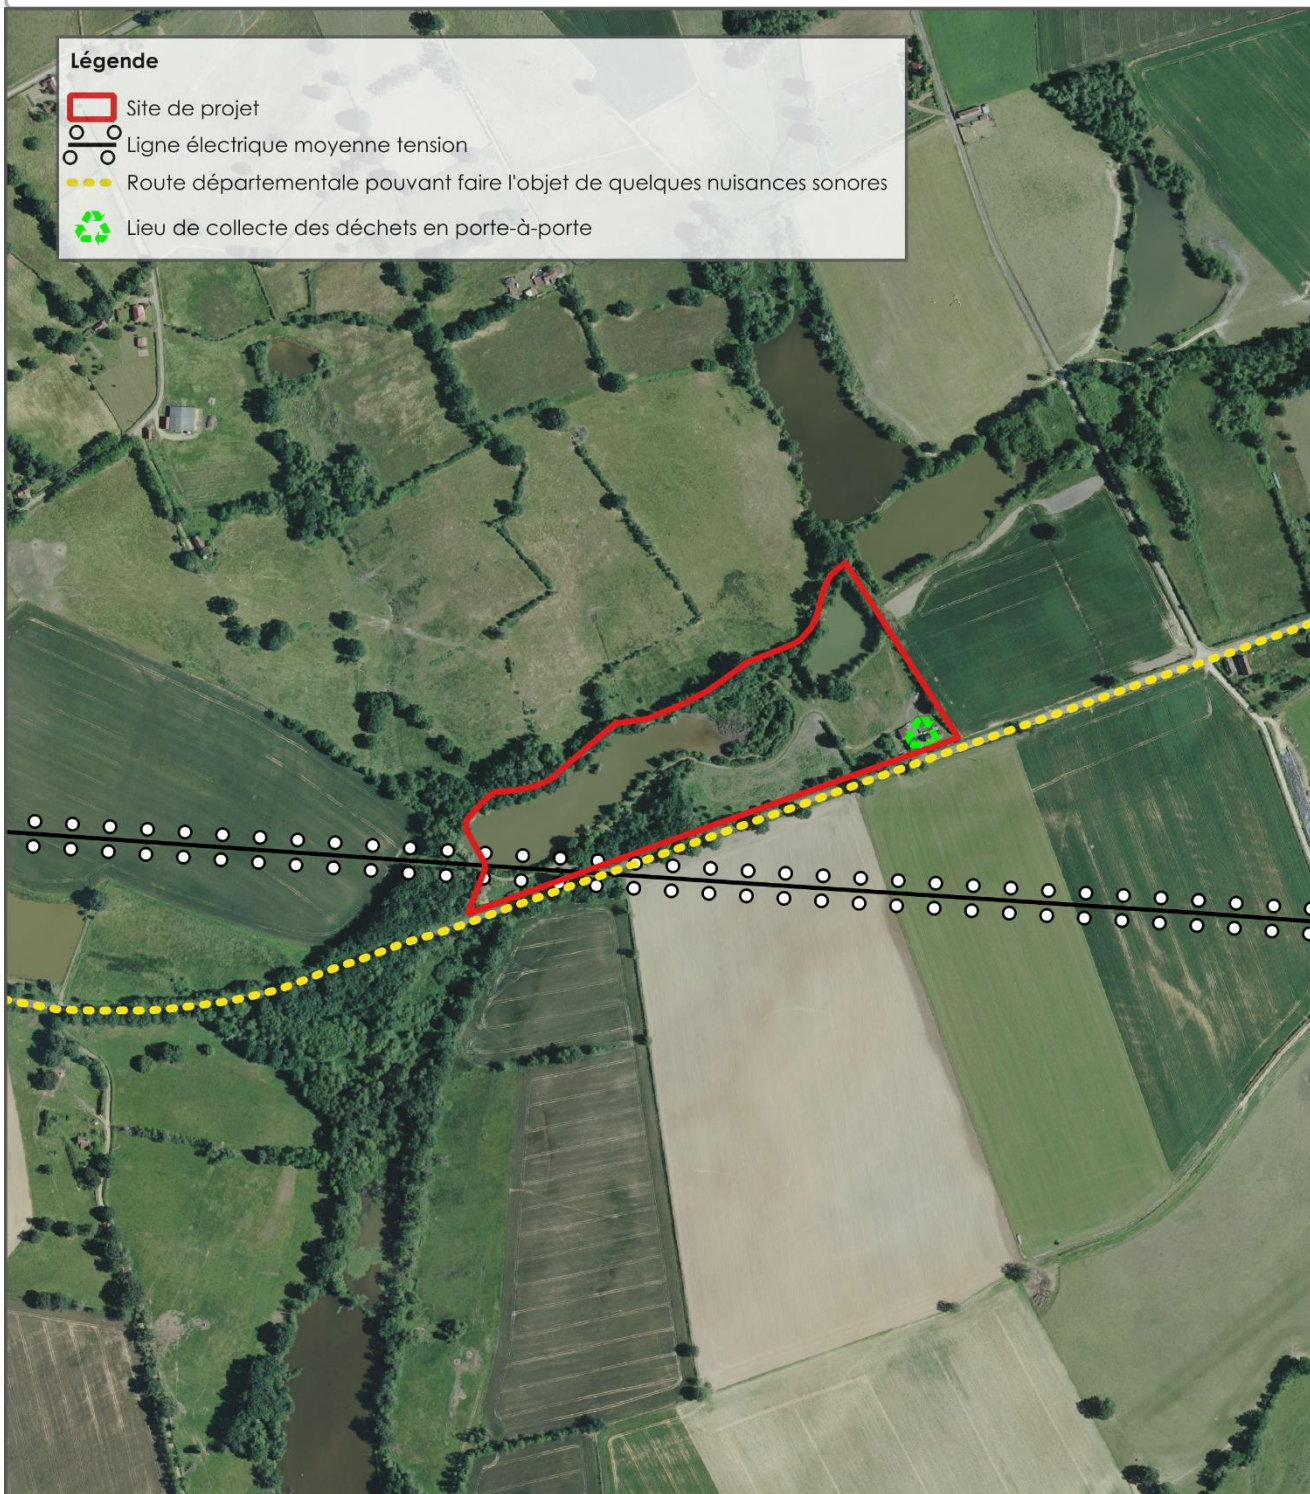 Légende
Site de projet
Ligne électrique moyenne tension
Route départementale pouvant faire l'objet de quelques nuisances sonores
Lieu de collecte des déchets en porte-à-porte